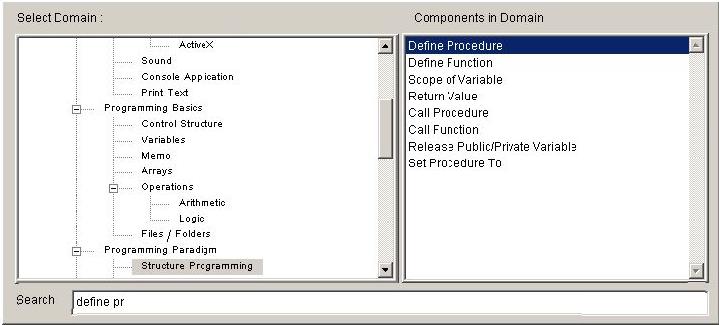 Select Domain :
ActiveX
Sound
Console Appication
Print Text
Programming Basics
Control Structure
Variables
Memo
Arrays
Operations
Arithmetic
Logic
Files / Folders
Programming Paradigm
Structure Programming
Components in Domain
Define Procedure
Define Function
Scope of Variable
Return Value
Call Procedure
Call Function
Release Public/Private Variable
Set Procedure To
Search
define pr